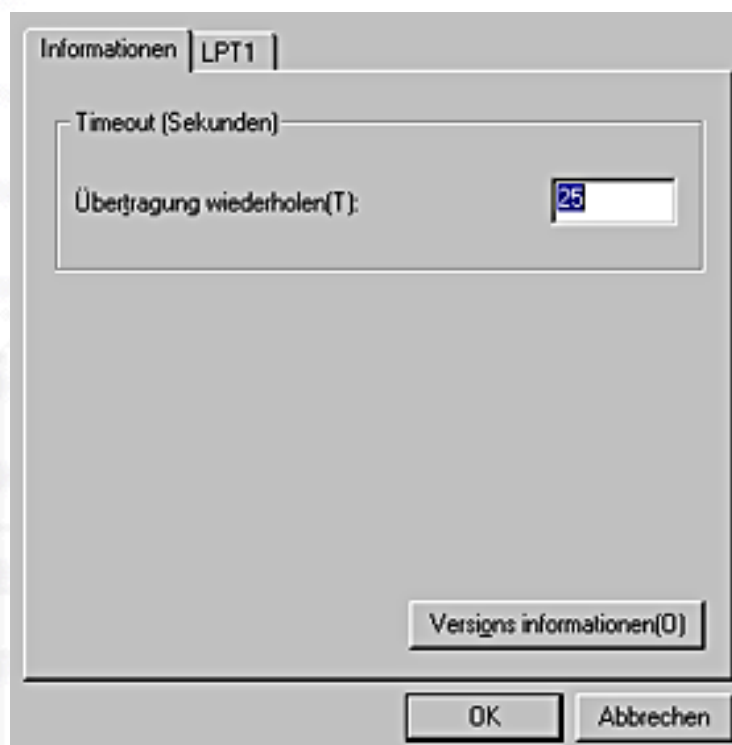 Informationen
LPT1
Timeout (Sekunden)
Übertragung wiederholen(T):
25
Versions informationen(O)
OK
Abbrechen